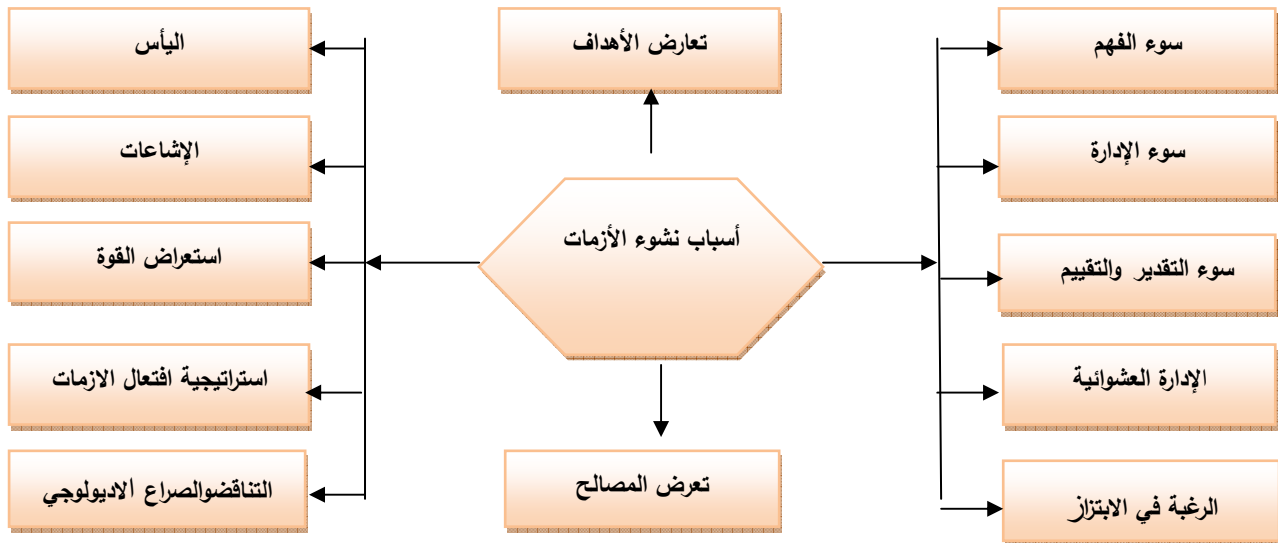 سوء الفهم
تعارض الأهداف
اليأس
سوء الإدارة
الإشاعات
أسباب نشوء الأزمات
سوء التقدير والتقييم
استعراض القوة
الإدارة العشوائية
استراتيجية افتعال الازمات
الرغبة في الابتزاز
تعرض المصالح
التناقضوالصراع الاديولوجي